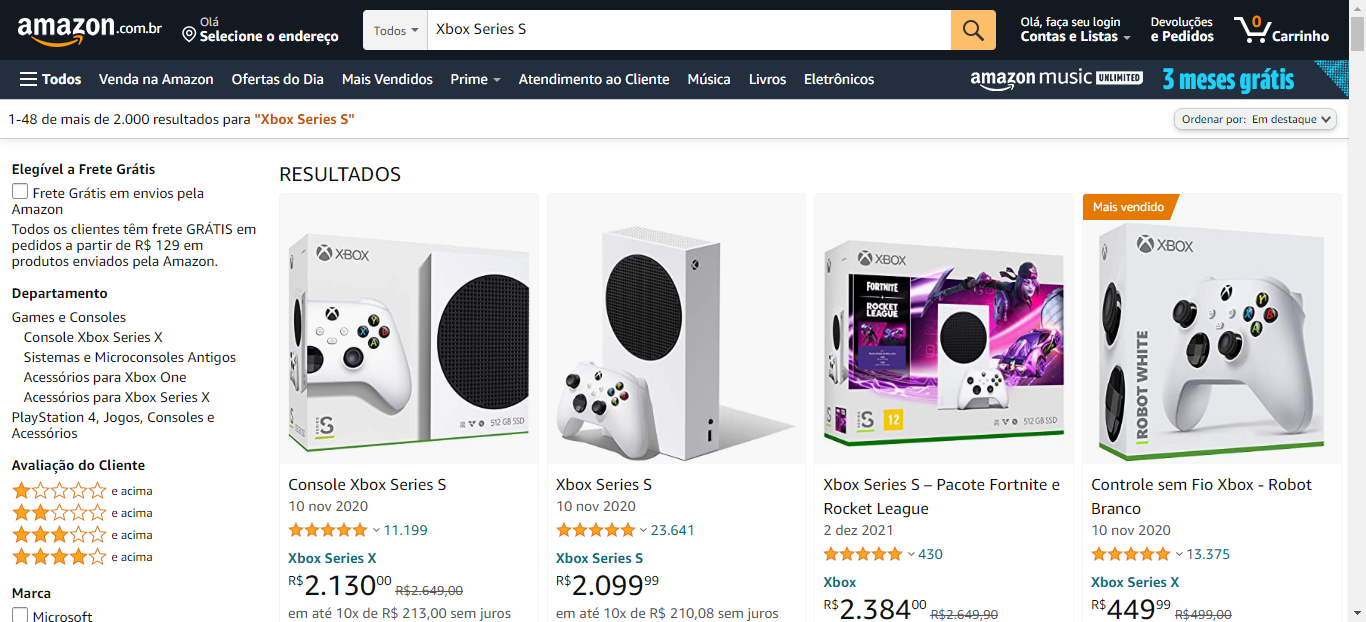 amazon.com.br
Olá
Selecione o endereço
Todos
Xbox Series S
Olá, faça seu login
Contas e Listas
Devoluções
e Pedidos
0
Carrinho
Todos
Venda na Amazon
Ofertas do Dia
Mais Vendidos
Prime
Atendimento ao Cliente
Música
Livros
Eletrônicos
amazon music UNLIMITED
3 meses grátis
1-48 de mais de 2.000 resultados para "Xbox Series S"
Ordenar por: Em destaque
Elegível a Frete Grátis
Frete Grátis em envios pela
Amazon
Todos os clientes têm frete GRÁTIS em
pedidos a partir de R$ 129 em
produtos enviados pela Amazon.
Departamento
Games e Consoles
Console Xbox Series X
Sistemas e Microconsoles Antigos
Acessórios para Xbox One
Acessórios para Xbox Series X
PlayStation 4, Jogos, Consoles e
Acessórios
Avaliação do Cliente
e acima
e acima
e acima
e acima
Marca
Microsoft
RESULTADOS
XBOX
Y
X
B
A
SERIES S
512 GB SSD
Console Xbox Series S
10 nov 2020
11.199
Xbox Series X
R$2.13000 R$2.649,00
em até 10x de R$ 213,00 sem juros
Xbox Series S
10 nov 2020
23.641
Xbox Series S
R$2.09999
em até 10x de R$ 210,08 sem juros
XBOX
FORTNITE
ROCKET
LEAGUE
SERIES S
12
512 GB SSD
Xbox Series S – Pacote Fortnite e
Rocket League
2 dez 2021
430
Xbox
R$2.38400 R$2.649,90
Mais vendido
XBOX
Y
X
B
A
ROBOT WHITE
Controle sem Fio Xbox - Robot
Branco
10 nov 2020
13.375
Xbox Series X
R$44999 R$499,00